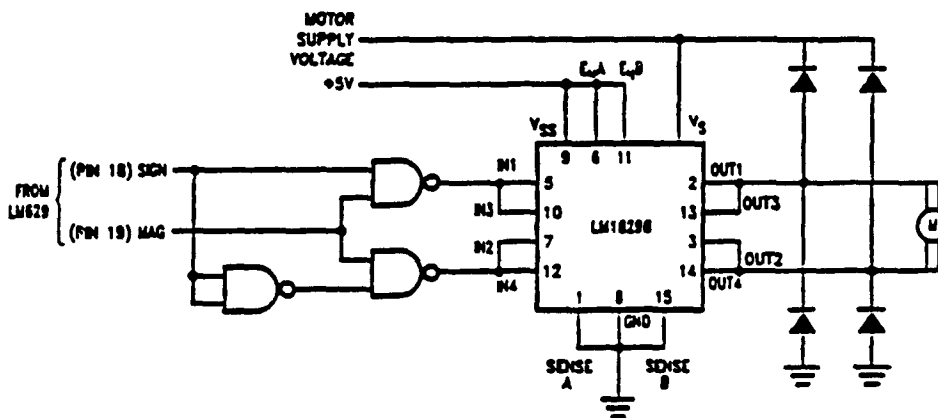 MOTOR
SUPPLY
VOLTAGE
+5V
VSS
9
6
11
VS
FROM
LM629
(PIN 18) SIGN
(PIN 19) MAG
IN1
IN3
IN2
IN4
5
10
7
12
LM18298
2
13
3
14
OUT1
OUT3
OUT2
OUT4
M
1
8
15
GND
SENSE
A
SENSE
B